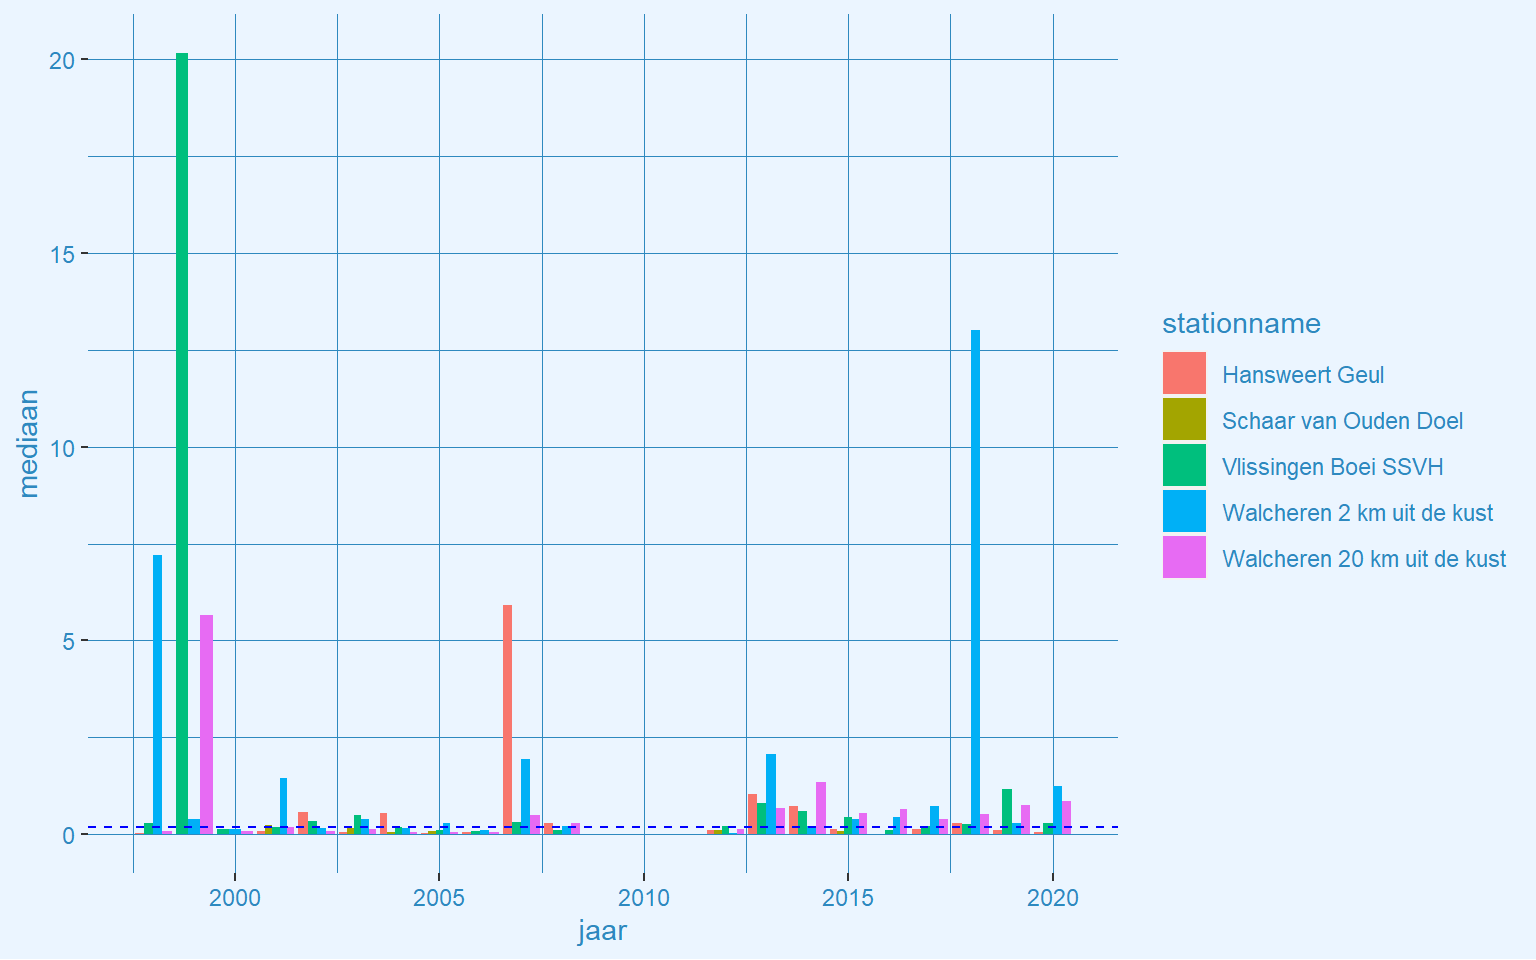 20
15
10
5
0
mediaan
2000
2005
2010
2015
2020
jaar
stationname
Hansweert Geul
Schaar van Ouden Doel
Vlissingen Boei SSVH
Walcheren 2 km uit de kust
Walcheren 20 km uit de kust